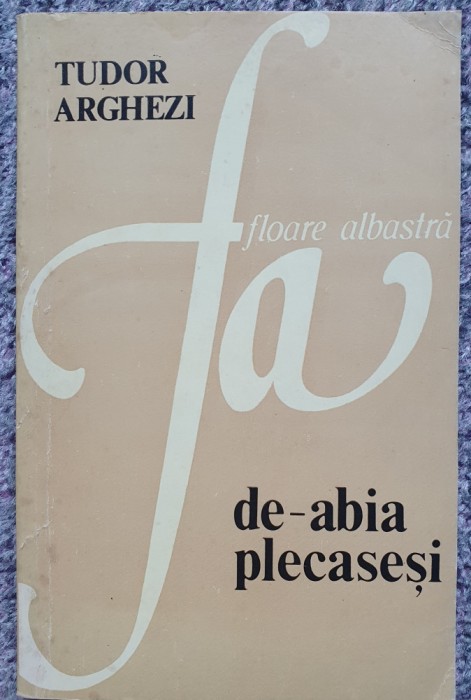 TUDOR
ARGHEZI
floare albastră
fa
de-abia
plecaseși